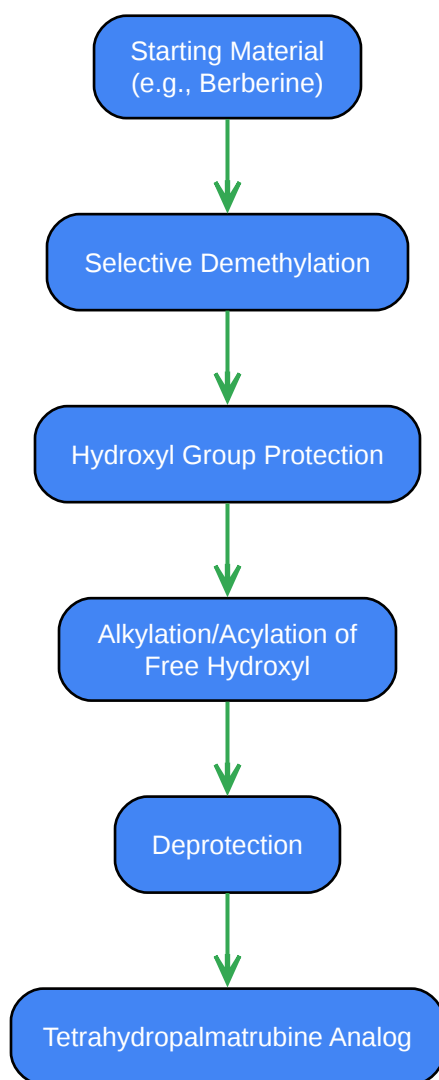 Starting Material
(e.g., Berberine)
Selective Demethylation
Hydroxyl Group Protection
Alkylation/Acylation of
Free Hydroxyl
Deprotection
Tetrahydropalmatrubine Analog